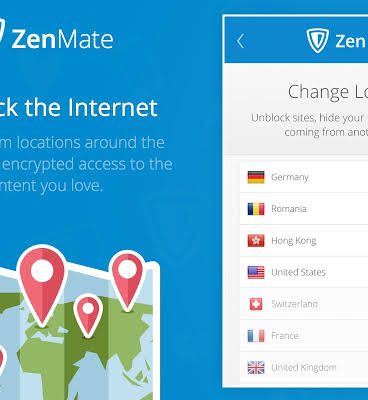 ZenMate
ck the Internet
m locations around the
encrypted access to the
ntent you love.
Zen
Change Lo
Unblock sites, hide your
coming from anot
Germany
Romania
Hong Kong
United States
Switzerland
France
United Kingdom